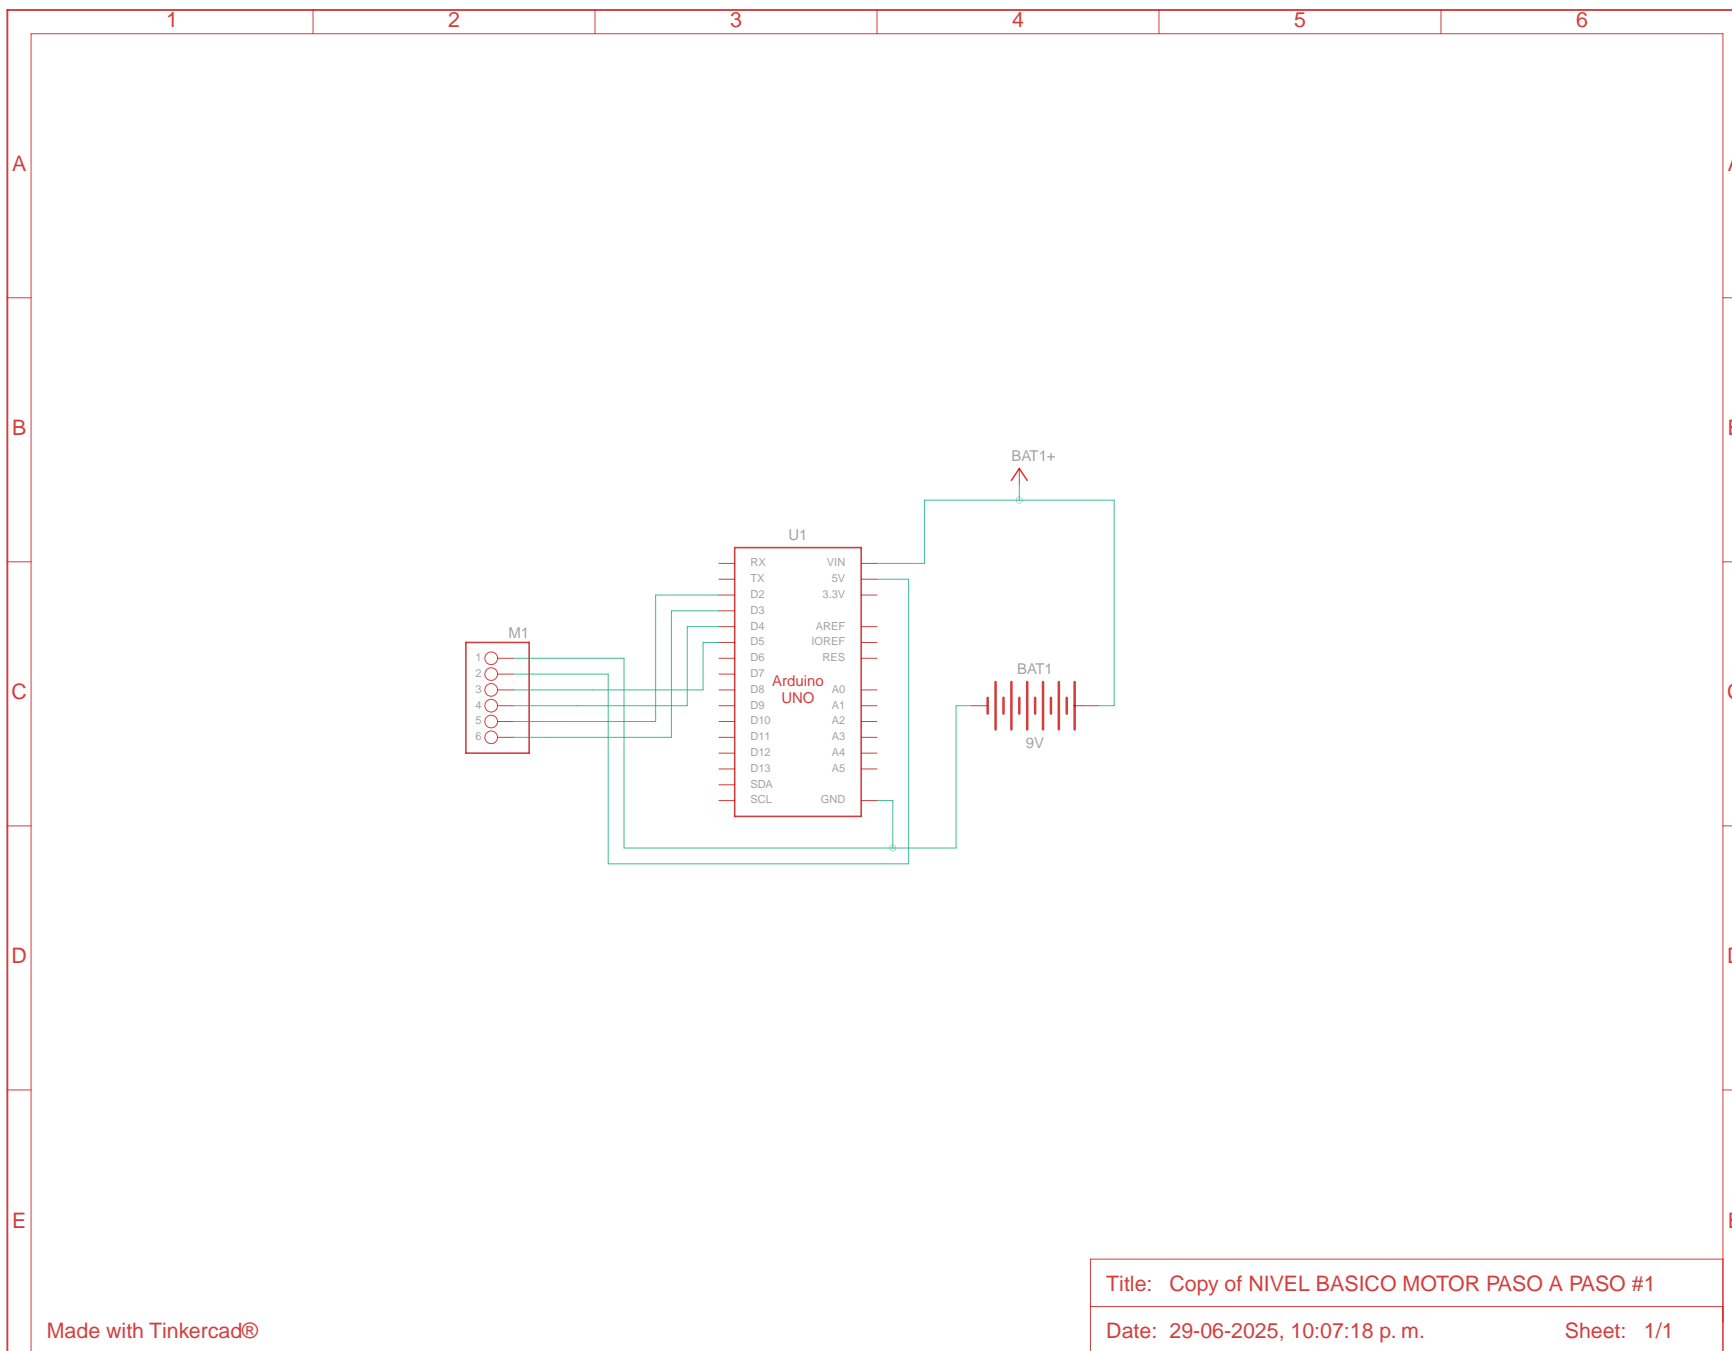 1 2 3 4 5 6
A A
B B
BAT1+
U1
RX VIN
TX 5V
D2 3.3V
D3
D4 AREF
M1
D5 IOREF
1 D6 RES
2 D7
BAT1
Arduino
C 3 D8 A0 C
UNO
4 D9 A1
5 D10 A2
6 D11 A3
9V
D12 A4
D13 A5
SDA
SCL GND
D D
E E
Title: Copy of NIVEL BASICO MOTOR PASO A PASO #1
Made with Tinkercad®
Date: 29-06-2025, 10:07:18 p. m. Sheet: 1/1